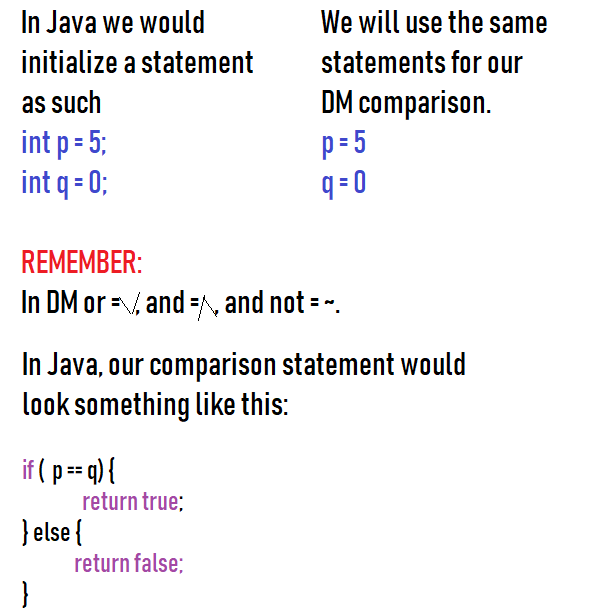 In Java we would
initialize a statement
as such
int p = 5;
int q = 0;
We will use the same
statements for our
DM comparison.
p = 5
q = 0
REMEMBER:
In DM or = \/, and = /\, and not = ~.
In Java, our comparison statement would
look something like this:
if ( p == q) {
return true;
} else {
return false;
}